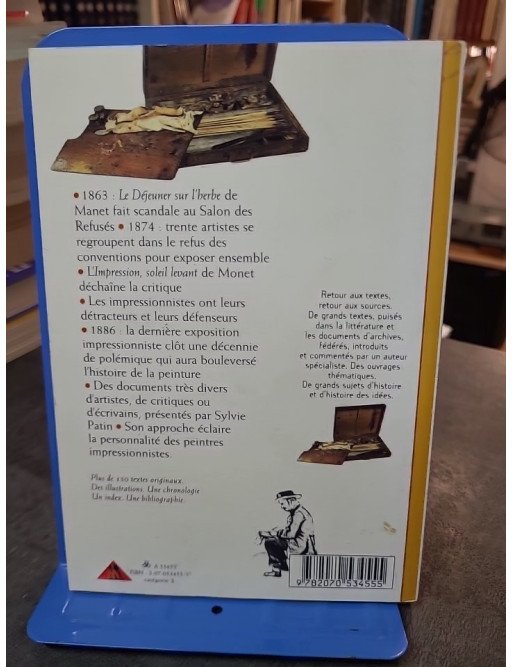 • 1863 : Le Déjeuner sur l'herbe de
Manet fait scandale au Salon des
Refusés • 1874 : trente artistes se
regroupent dans le refus des
conventions pour exposer ensemble
• L'Impression, soleil levant de Monet
déchaîne la critique
• Les impressionnistes ont leurs
détracteurs et leurs défenseurs
• 1886 : la dernière exposition
impressionniste clôt une décennie
de polémique qui aura bouleversé
l'histoire de la peinture
• Des documents très divers
d'artistes, de critiques ou
d'écrivains, présentés par Sylvie
Patin • Son approche éclaire
la personnalité des peintres
impressionnistes.
Retour aux textes,
retour aux sources.
De grands textes, puisés
dans la littérature et
les documents d'archives,
fédérés, introduits
et commentés par un auteur
spécialiste. Des ouvrages
thématiques.
De grands sujets d'histoire
et d'histoire des idées.
Plus de 150 textes originaux.
Des illustrations. Une chronologie
Un index. Une bibliographie.
catégorie
9 782070 534555